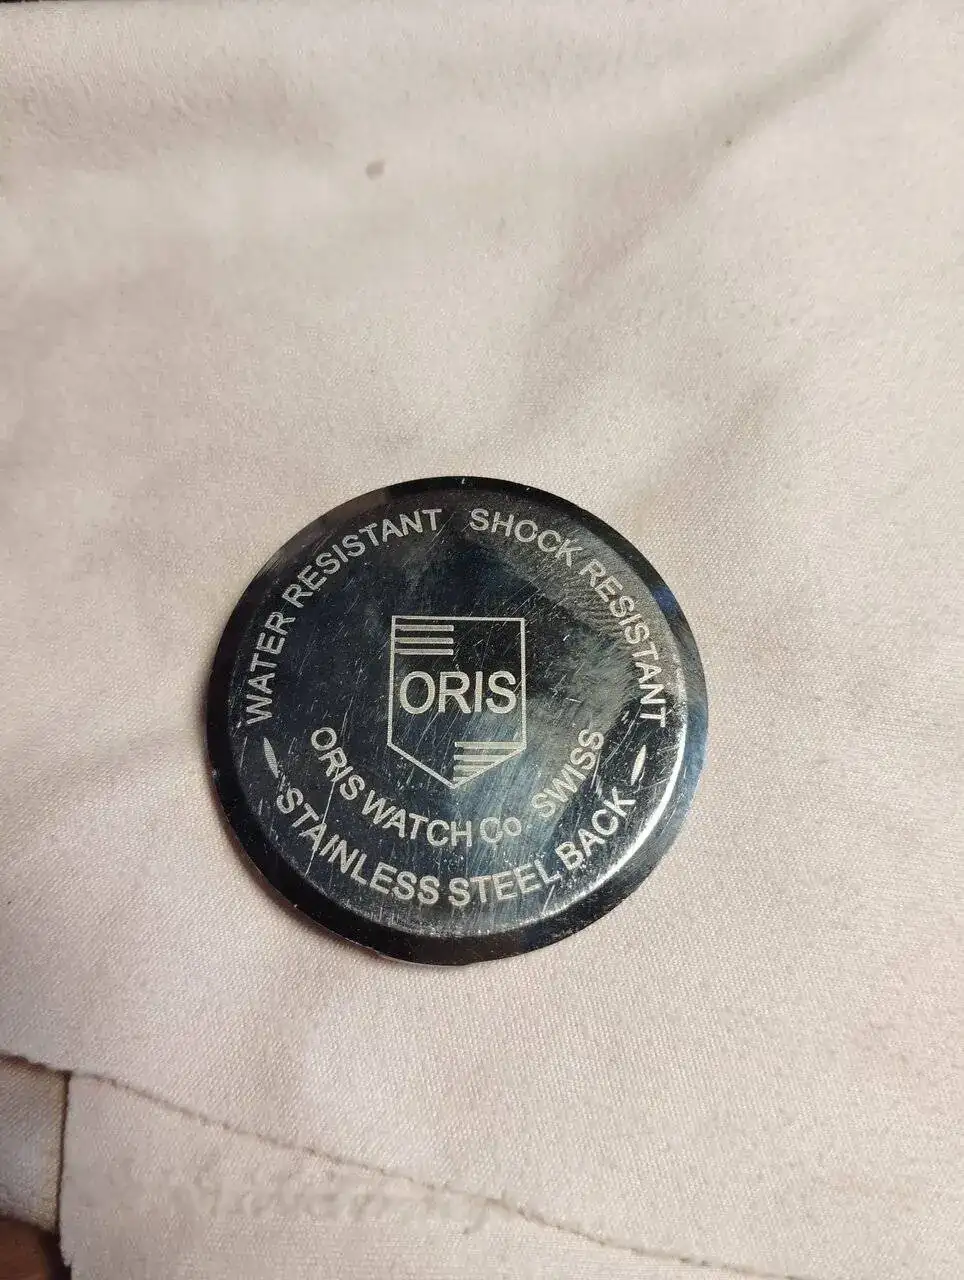 WATER RESISTANT SHOCK RESISTANT
ORIS
ORIS WATCH Co SWISS
STAINLESS STEEL BACK